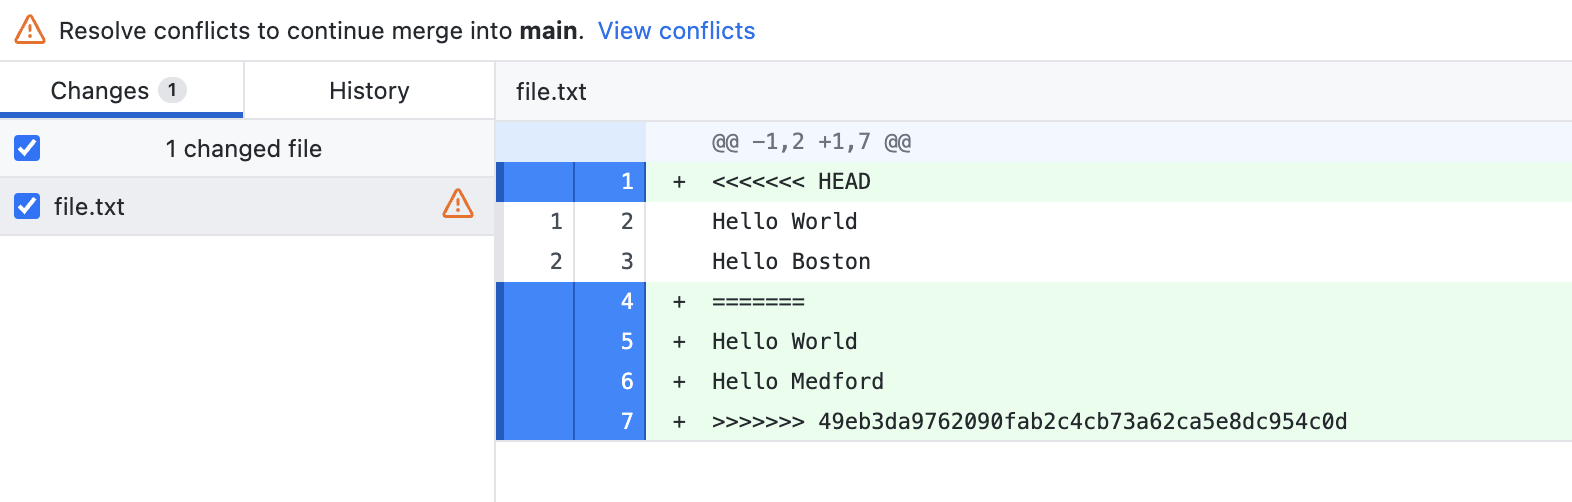 Resolve conflicts to continue merge into main. View conflicts
Changes 1
History
file.txt
1 changed file
file.txt
@@ -1,2 +1,7 @@
1 + <<<<<<< HEAD
1 2 Hello World
2 3 Hello Boston
4 + =======
5 + Hello World
6 + Hello Medford
7 + >>>>>>> 49eb3da9762090fab2c4cb73a62ca5e8dc954c0d